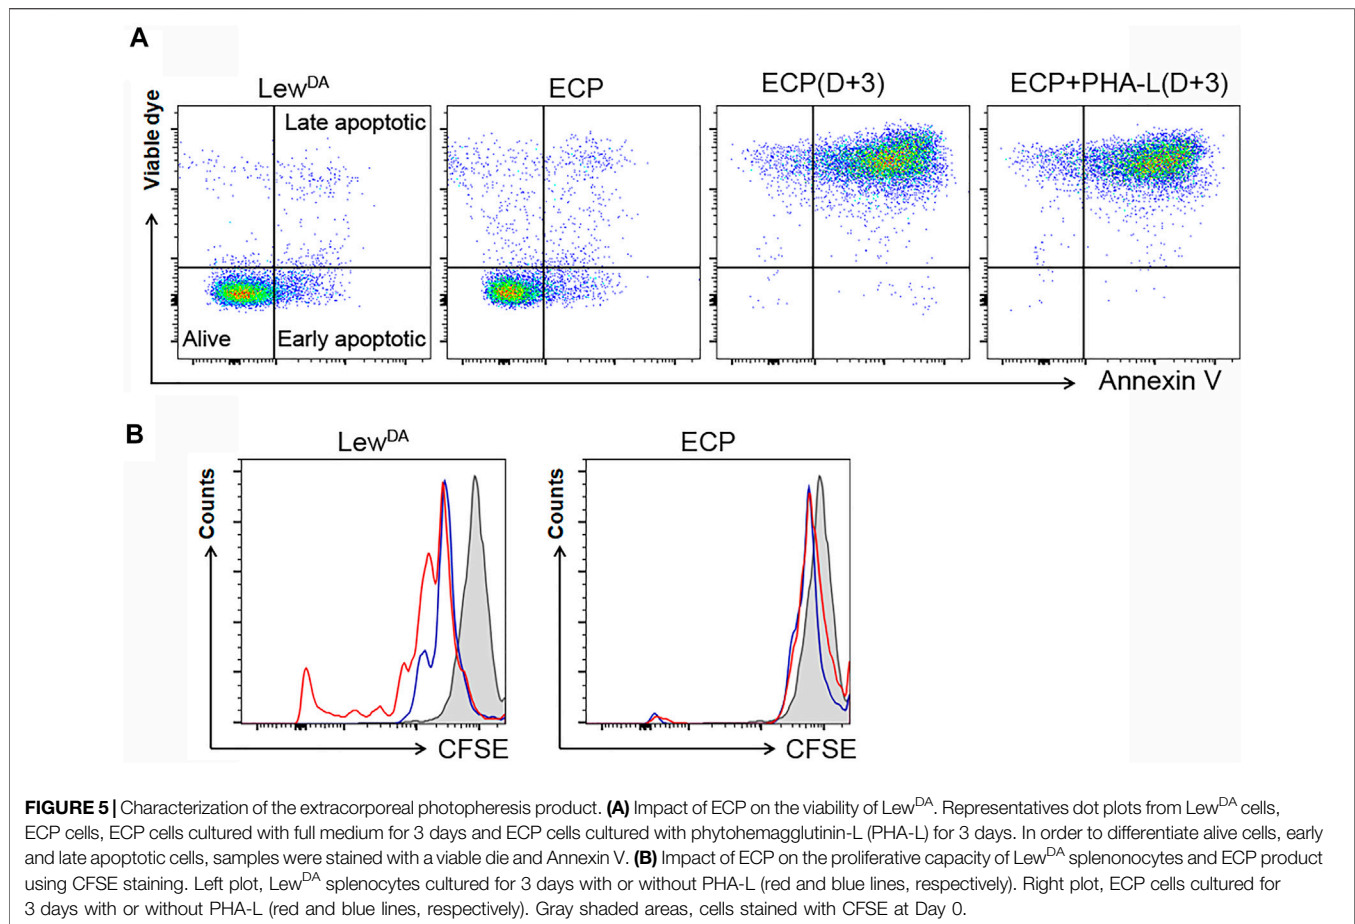 A
Lew^DA
ECP
ECP(D+3)
ECP+PHA-L(D+3)
Viable dye
Late apoptotic
Alive
Early apoptotic
Annexin V
B
Lew^DA
ECP
Counts
Counts
CFSE
CFSE
FIGURE 5 | Characterization of the extracorporeal photopheresis product. (A) Impact of ECP on the viability of Lew^DA. Representatives dot plots from Lew^DA cells,
ECP cells, ECP cells cultured with full medium for 3 days and ECP cells cultured with phytohemagglutinin-L (PHA-L) for 3 days. In order to differentiate alive cells, early
and late apoptotic cells, samples were stained with a viable die and Annexin V. (B) Impact of ECP on the proliferative capacity of Lew^DA splenonocytes and ECP product
using CFSE staining. Left plot, Lew^DA splenocytes cultured for 3 days with or without PHA-L (red and blue lines, respectively). Right plot, ECP cells cultured for
3 days with or without PHA-L (red and blue lines, respectively). Gray shaded areas, cells stained with CFSE at Day 0.